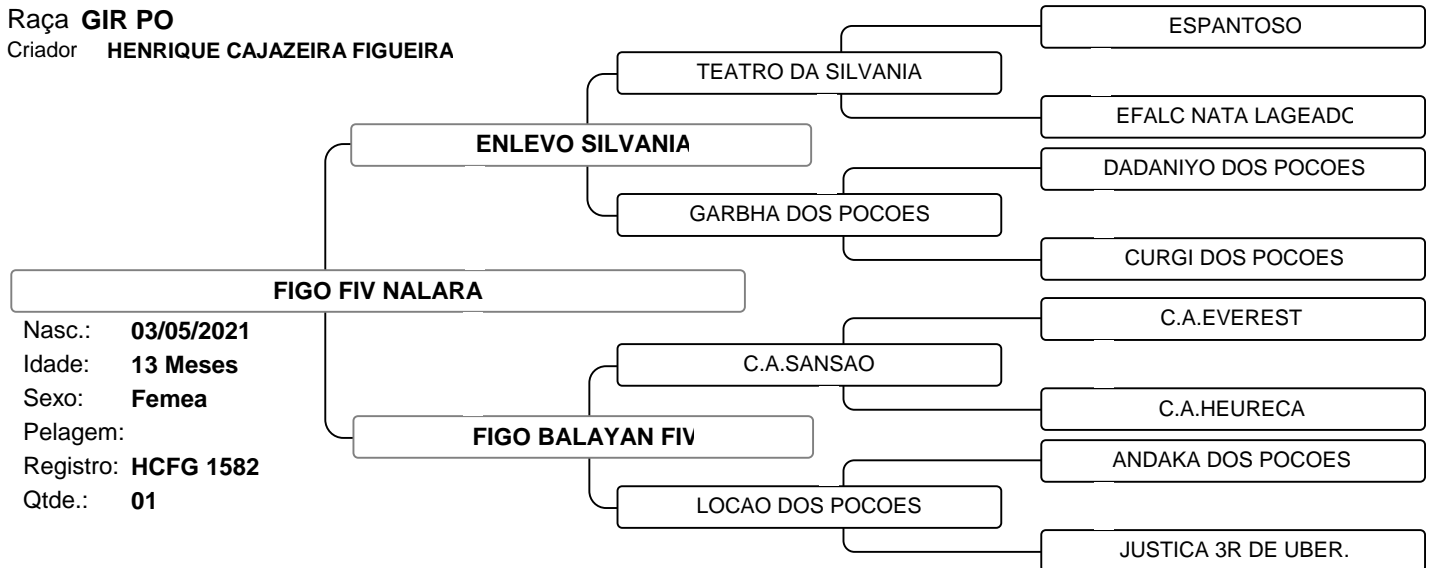 Raça GIR PO
Criador HENRIQUE CAJAZEIRA FIGUEIRA
ESPANTOSO
TEATRO DA SILVANIA
EFALC NATA LAGEADO
ENLEVO SILVANIA
DADANIYO DOS POCOES
GARBHA DOS POCOES
CURGI DOS POCOES
FIGO FIV NALARA
Nasc.: 03/05/2021
Idade: 13 Meses
Sexo: Femea
Pelagem:
Registro: HCFG 1582
Qtde.: 01
C.A.EVEREST
C.A.SANSAO
C.A.HEURECA
FIGO BALAYAN FIV
ANDAKA DOS POCOES
LOCAO DOS POCOES
JUSTICA 3R DE UBER.